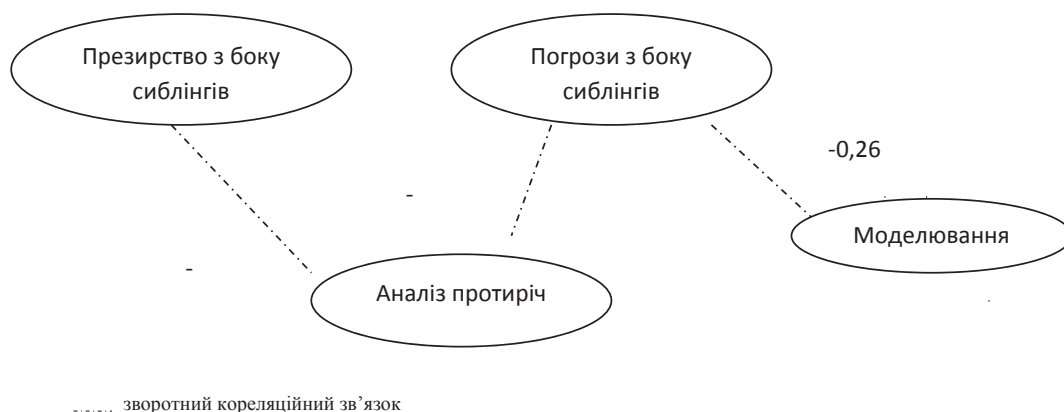 Презирство з боку
сиблінгів
Погрози з боку
сиблінгів
-0,26
-
Моделювання
-
Аналіз протиріч
зворотний кореляційний зв’язок